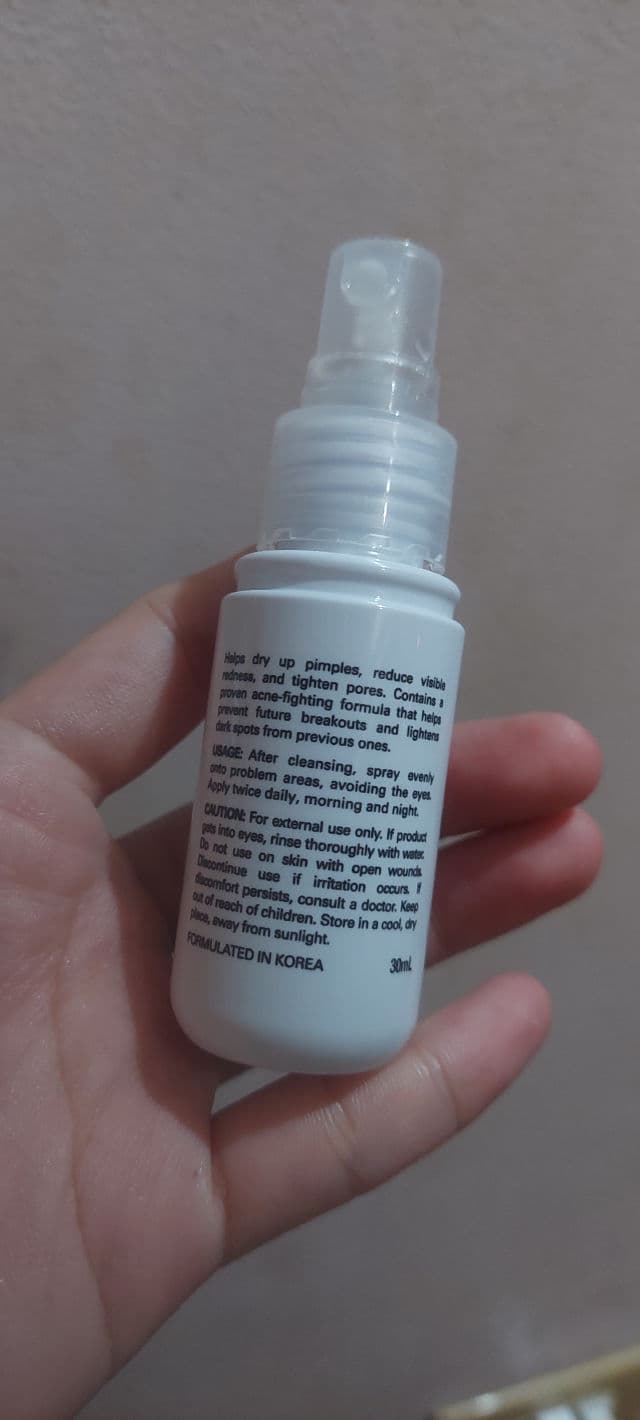 Helps dry up pimples, reduce visible
redness, and tighten pores. Contains a
proven acne-fighting formula that helps
prevent future breakouts and lightens
dark spots from previous ones.
USAGE: After cleansing, spray evenly
onto problem areas, avoiding the eyes.
Apply twice daily, morning and night.
CAUTION: For external use only. If product
gets into eyes, rinse thoroughly with water.
Do not use on skin with open wounds.
Discontinue use if irritation occurs. If
discomfort persists, consult a doctor. Keep
out of reach of children. Store in a cool, dry
place, away from sunlight.
FORMULATED IN KOREA 30mL